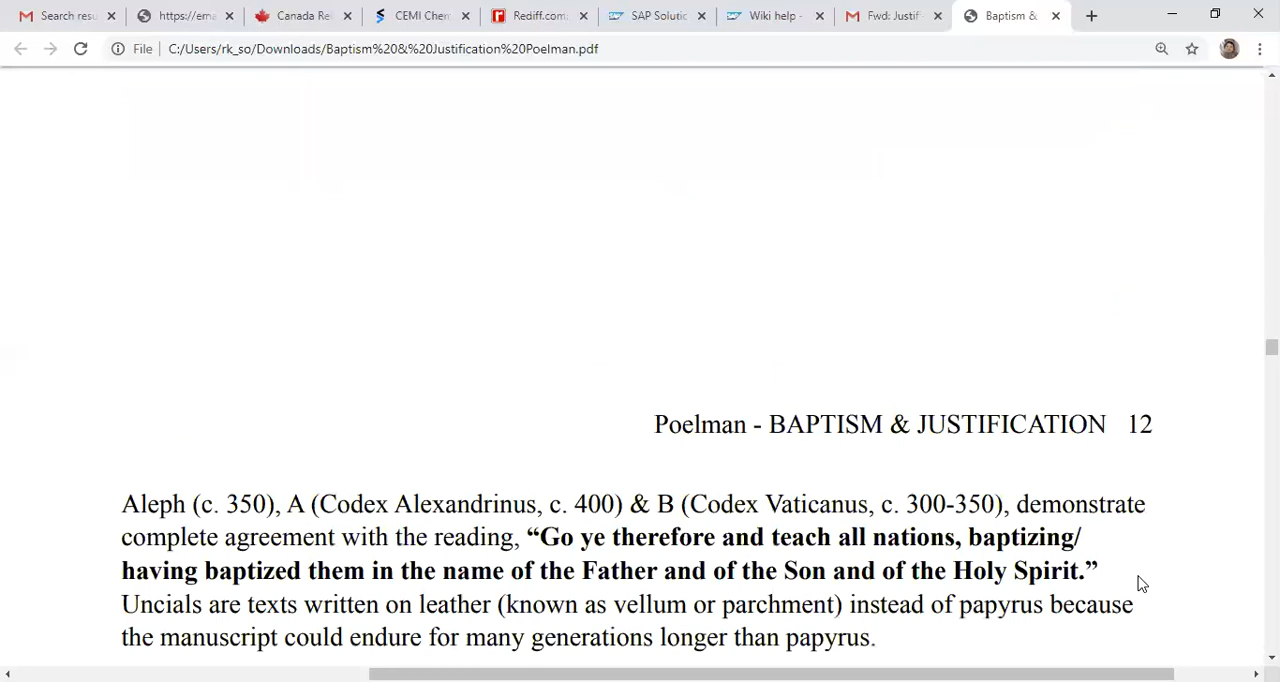 Search resu
https://ema
Canada Re
CEMI Chem
Rediff.com:
SAP Solutic
Wiki help -
Fwd: Justif
Baptism &
File
C:/Users/rk_so/Downloads/Baptism%20&%20Justification%20Poelman.pdf
Poelman - BAPTISM & JUSTIFICATION 12
Aleph (c. 350), A (Codex Alexandrinus, c. 400) & B (Codex Vaticanus, c. 300-350), demonstrate
complete agreement with the reading, “Go ye therefore and teach all nations, baptizing/
having baptized them in the name of the Father and of the Son and of the Holy Spirit.”
Uncials are texts written on leather (known as vellum or parchment) instead of papyrus because
the manuscript could endure for many generations longer than papyrus.